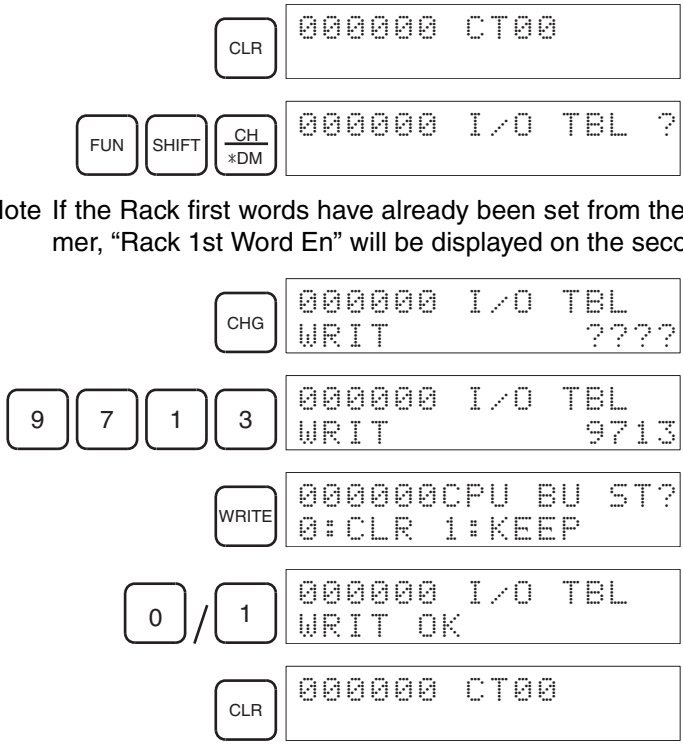 CLR
000000 CT00
FUN SHIFT CH *DM
000000 I/O TBL ?
If the Rack first words have already been set from the
"Rack 1st Word En" will be displayed on the
CHG
000000 I/O TBL
WRIT ????
9 7 1 3
000000 I/O TBL
WRIT 9713
WRITE
000000CPU BU ST?
0:CLR 1:KEEP
0 / 1
000000 I/O TBL
WRIT OK
CLR
000000 CT00